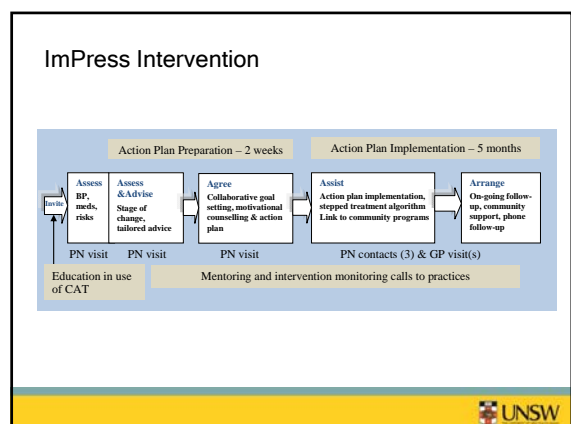 ImPress Intervention
Action Plan Preparation – 2 weeks
Action Plan Implementation – 5 months
Invite
Assess
BP,
meds,
risks
Assess
&Advise
Stage of
change,
tailored advice
Agree
Collaborative goal
setting, motivational
counselling & action
plan
Assist
Action plan implementation,
stepped treatment algorithm
Link to community programs
Arrange
On-going follow-
up, community
support, phone
follow-up
PN visit
PN visit
PN visit
PN contacts (3) & GP visit(s)
Education in use
of CAT
Mentoring and intervention monitoring calls to practices
UNSW